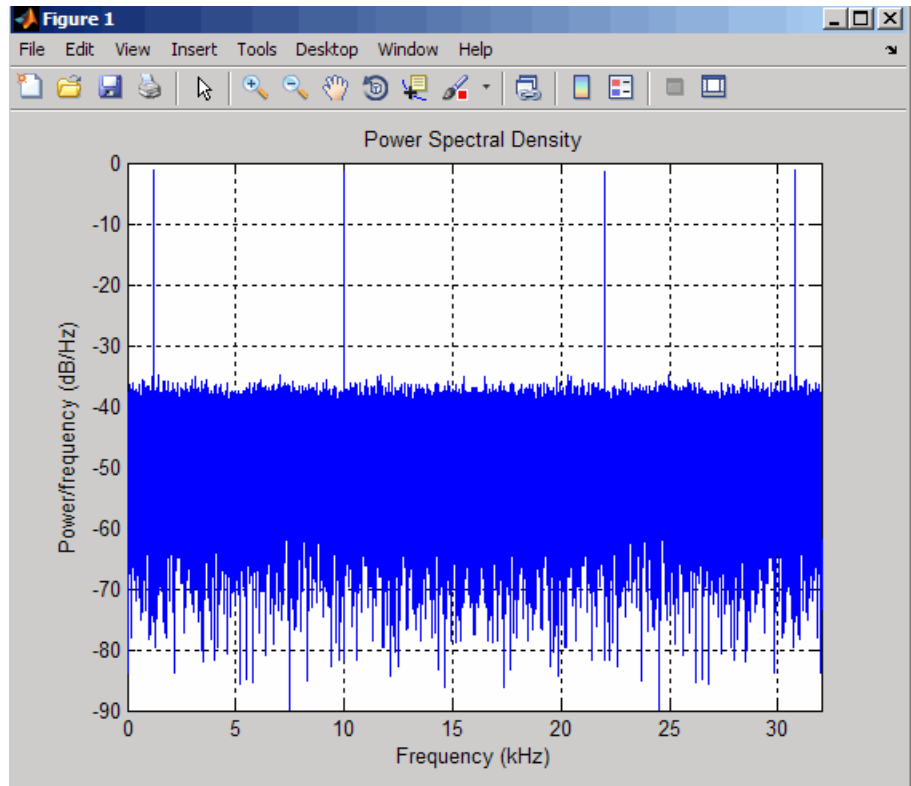 Figure 1
File Edit View Insert Tools Desktop Window Help
Power Spectral Density
Power/frequency (dB/Hz)
0
-10
-20
-30
-40
-50
-60
-70
-80
-90
0 5 10 15 20 25 30
Frequency (kHz)